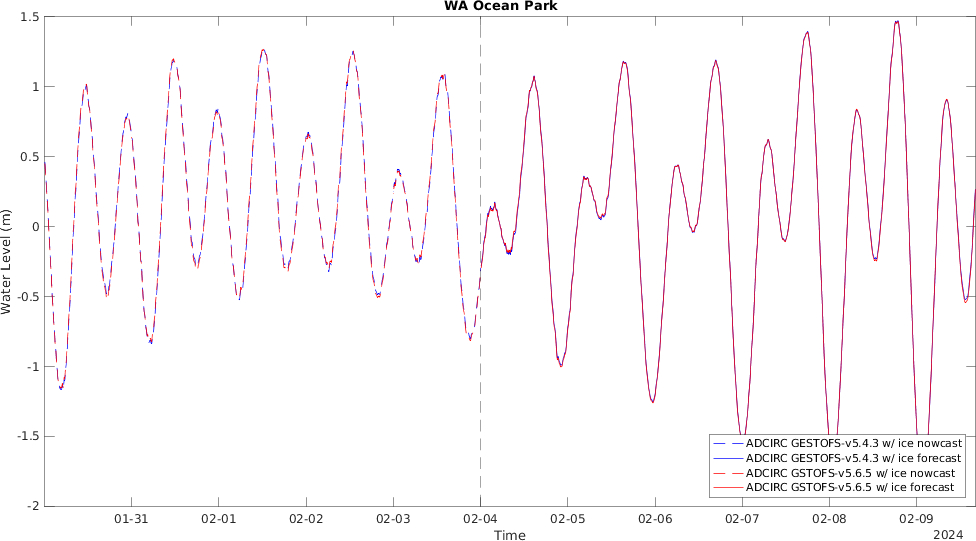 WA Ocean Park
1.5
1
0.5
0
-0.5
-1
-1.5
-2
Water Level (m)
ADCIRC GESTOFS-v5.4.3 w/ ice nowcast
ADCIRC GESTOFS-v5.4.3 w/ ice forecast
ADCIRC GSTOFS-v5.6.5 w/ ice nowcast
ADCIRC GSTOFS-v5.6.5 w/ ice forecast
01-31 02-01 02-02 02-03 02-04 02-05 02-06 02-07 02-08 02-09
Time
2024